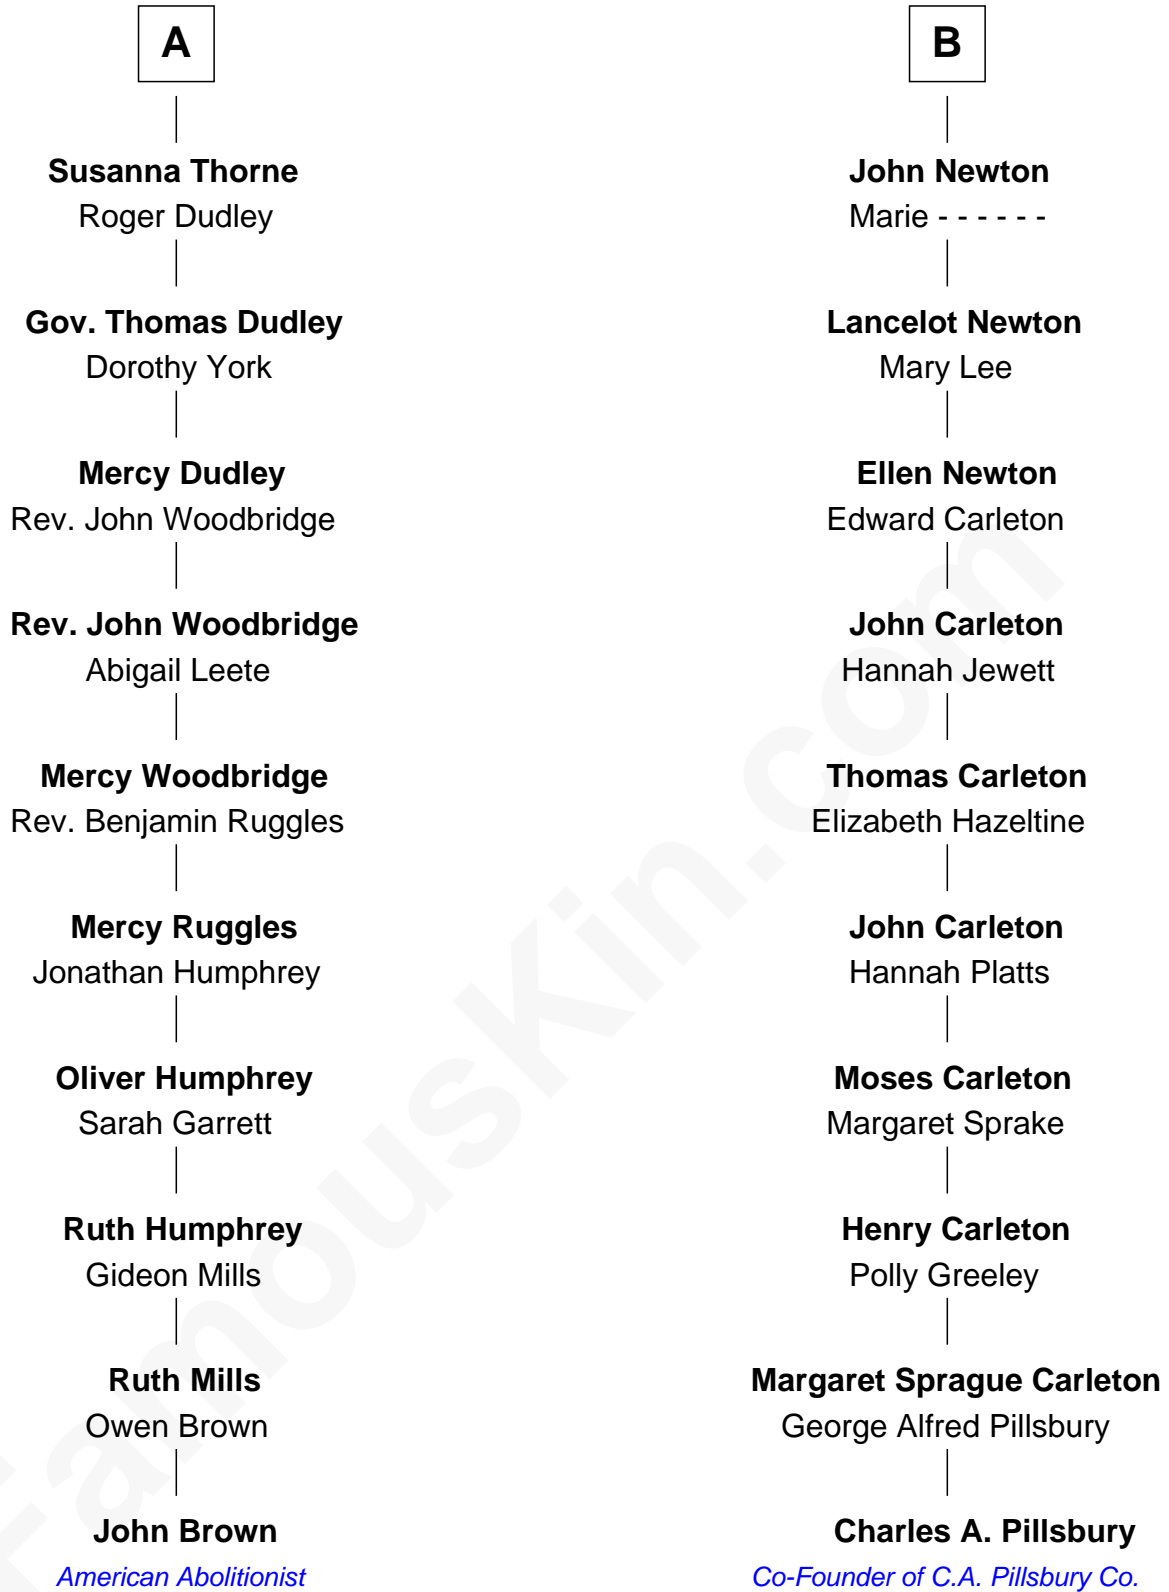 A
Susanna Thorne
Roger Dudley
Gov. Thomas Dudley
Dorothy York
Mercy Dudley
Rev. John Woodbridge
Rev. John Woodbridge
Abigail Leete
Mercy Woodbridge
Rev. Benjamin Ruggles
Mercy Ruggles
Jonathan Humphrey
Oliver Humphrey
Sarah Garrett
Ruth Humphrey
Gideon Mills
Ruth Mills
Owen Brown
John Brown
American Abolitionist
B
John Newton
Marie - - - - - -
Lancelot Newton
Mary Lee
Ellen Newton
Edward Carleton
John Carleton
Hannah Jewett
Thomas Carleton
Elizabeth Hazeltine
John Carleton
Hannah Platts
Moses Carleton
Margaret Sprake
Henry Carleton
Polly Greeley
Margaret Sprague Carleton
George Alfred Pillsbury
Charles A. Pillsbury
Co-Founder of C.A. Pillsbury Co.
FamousKin.com